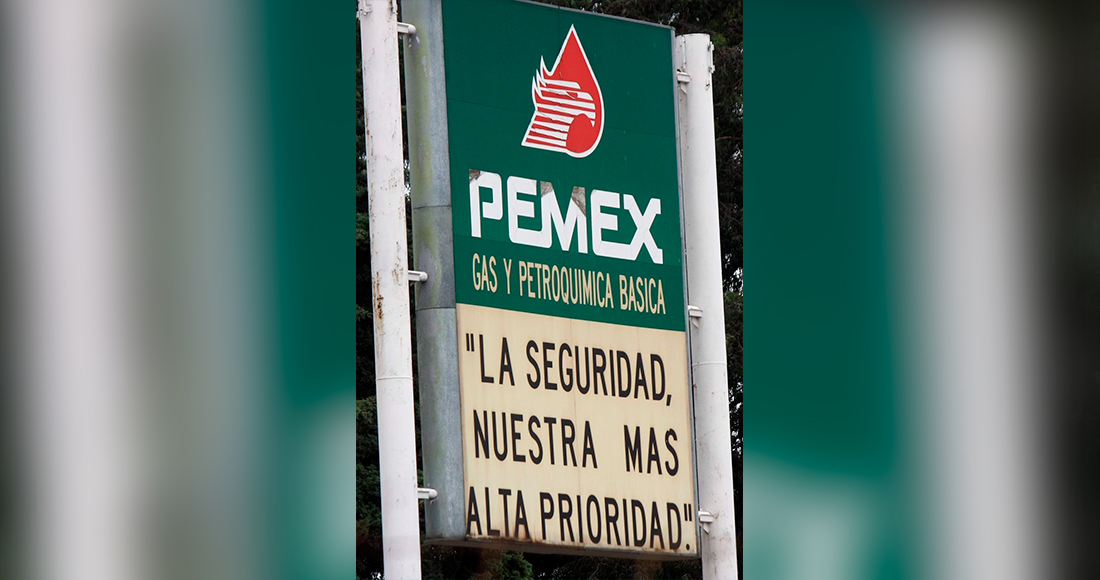 PEMEX
GAS Y PETROQUIMICA BASICA
"LA SEGURIDAD,
NUESTRA MAS
ALTA PRIORIDAD".